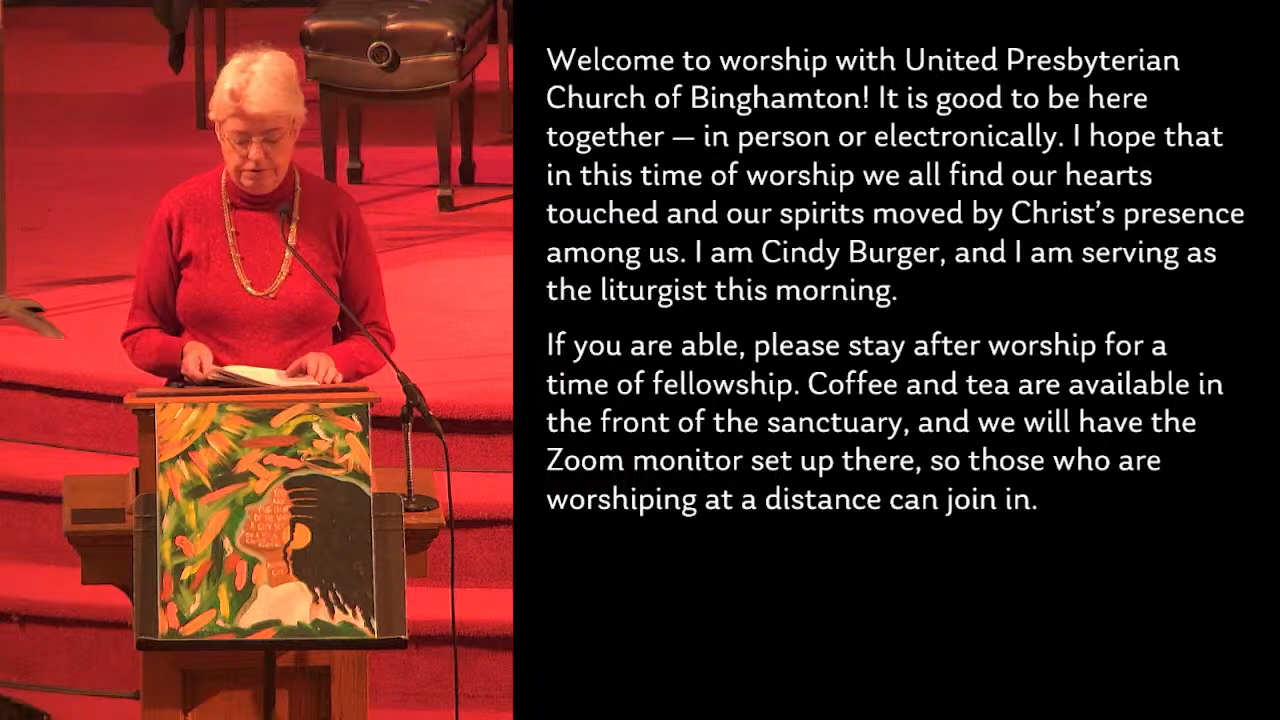 Welcome to worship with United Presbyterian
Church of Binghamton! It is good to be here
together — in person or electronically. I hope that
in this time of worship we all find our hearts
touched and our spirits moved by Christ’s presence
among us. I am Cindy Burger, and I am serving as
the liturgist this morning.
If you are able, please stay after worship for a
time of fellowship. Coffee and tea are available in
the front of the sanctuary, and we will have the
Zoom monitor set up there, so those who are
worshiping at a distance can join in.